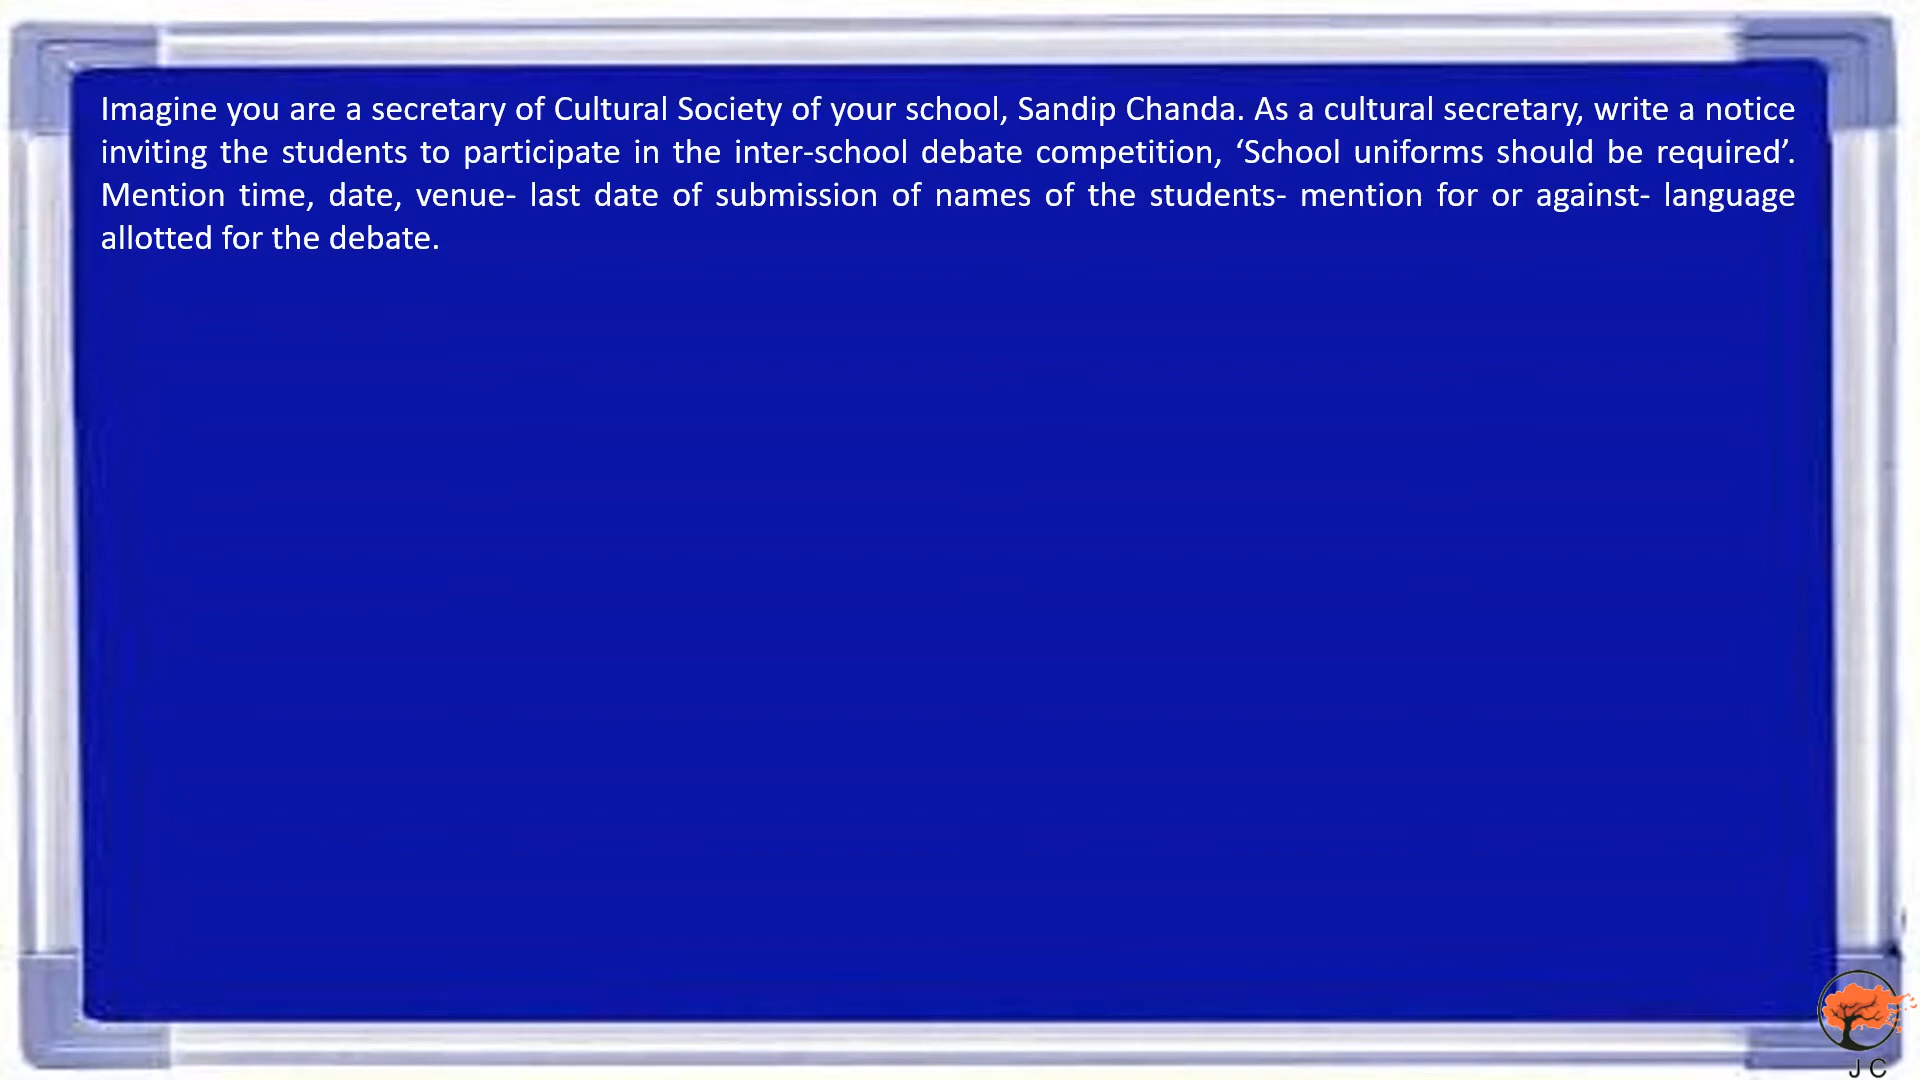 Imagine you are a secretary of Cultural Society of your school, Sandip Chanda. As a cultural secretary, write a notice
inviting the students to participate in the inter-school debate competition, ‘School uniforms should be required’.
Mention time, date, venue- last date of submission of names of the students- mention for or against- language
allotted for the debate.
J C